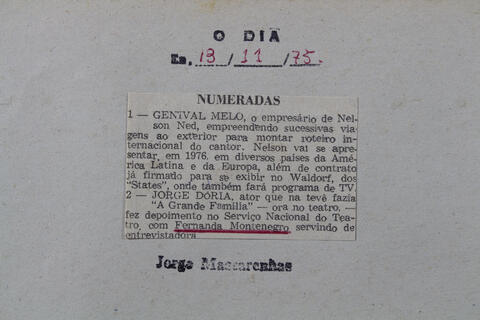 O DIA
Em, 13/11/75.
NUMERADAS
1 — GENIVAL MELO, o empresário de Nel-
son Ned, empreendendo sucessivas via-
gens ao exterior para montar roteiro in-
ternacional do cantor. Nelson vai se apre-
sentar, em 1976, em diversos países da Amé-
rica Latina e da Europa, além de contrato
já firmado para se exibir no Waldorf, dos
"States", onde também fará programa de TV.
2 — JORGE DÓRIA, ator que na tevê fazia
"A Grande Família" — ora no teatro, —
fez depoimento no Serviço Nacional do Tea-
tro, com Fernanda Montenegro servindo de
entrevistadora
Jorge Mascarenhas